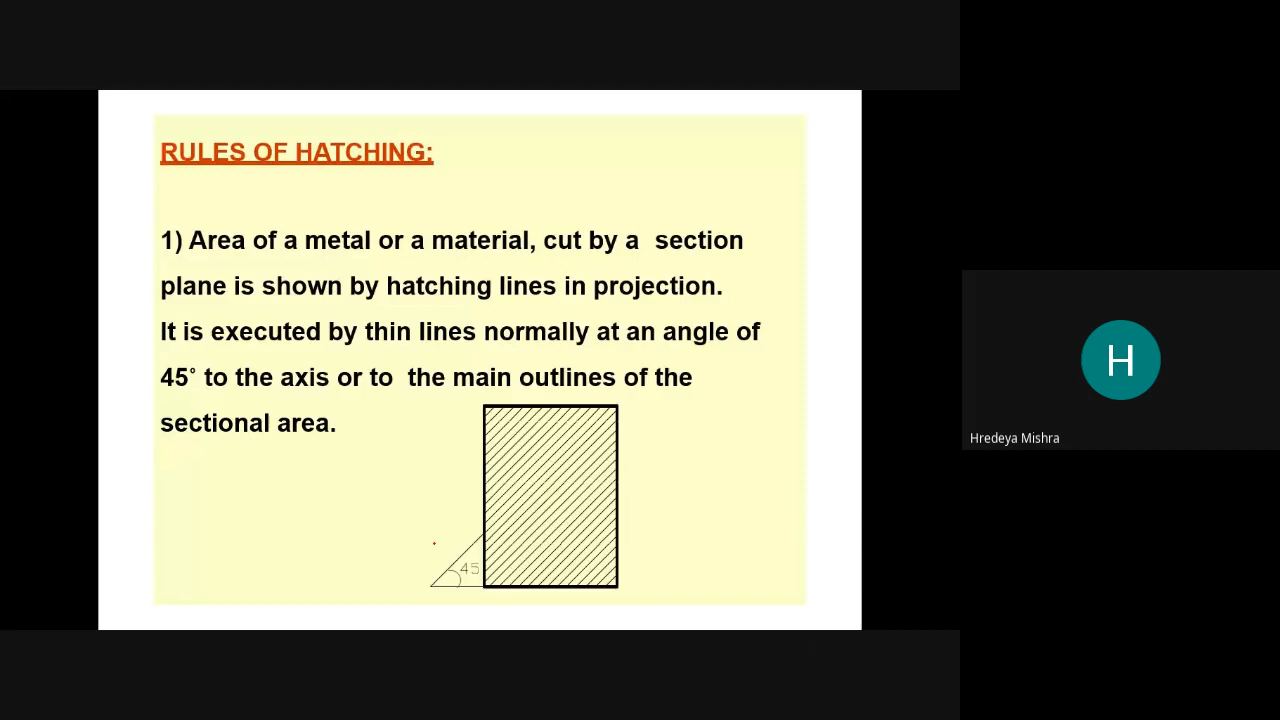 RULES OF HATCHING:
1) Area of a metal or a material, cut by a section
plane is shown by hatching lines in projection.
It is executed by thin lines normally at an angle of
45° to the axis or to the main outlines of the
sectional area.
45
H
Hredeya Mishra